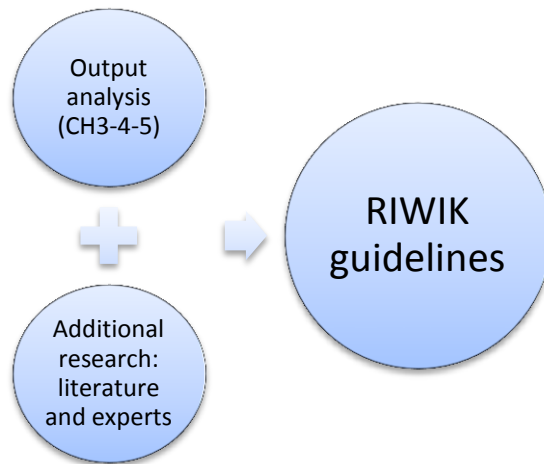 Output
analysis
(CH3-4-5)
Additional
research:
literature
and experts
RIWIK
guidelines